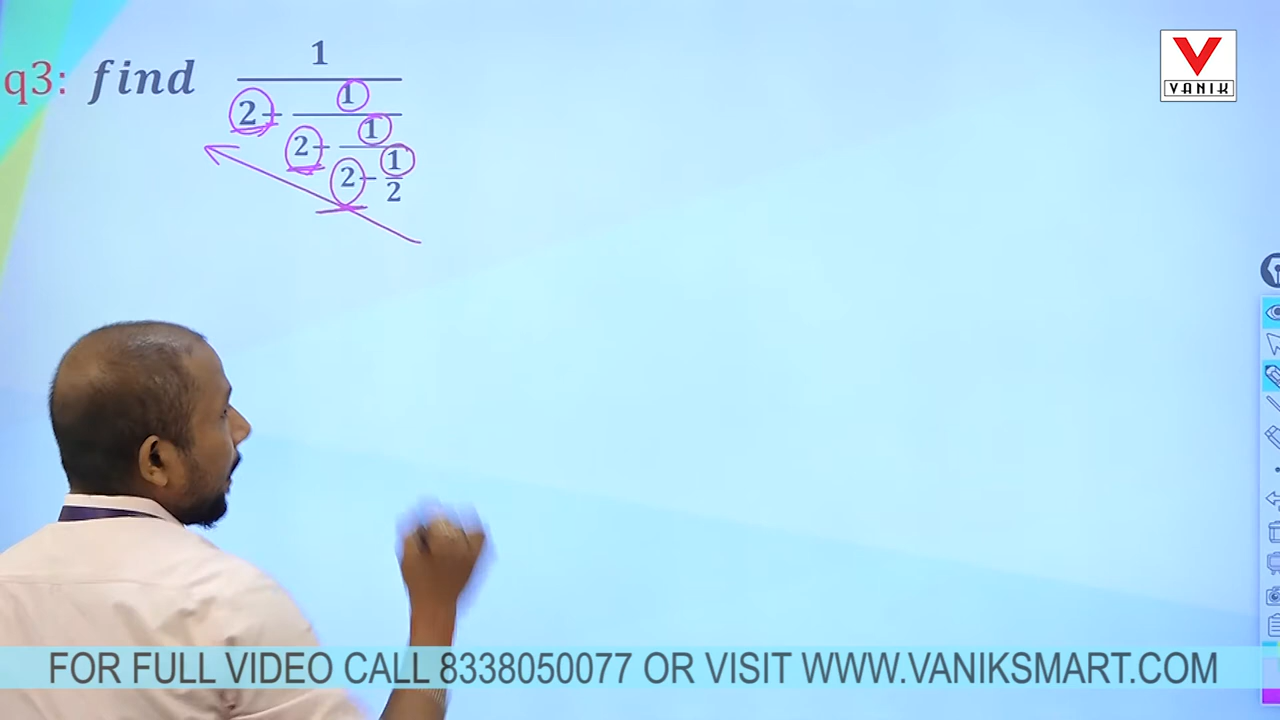 q3: find
1
2 - 1
2 - 1
2 - 1
2
VANIK
FOR FULL VIDEO CALL 8338050077 OR VISIT WWW.VANIKSMART.COM